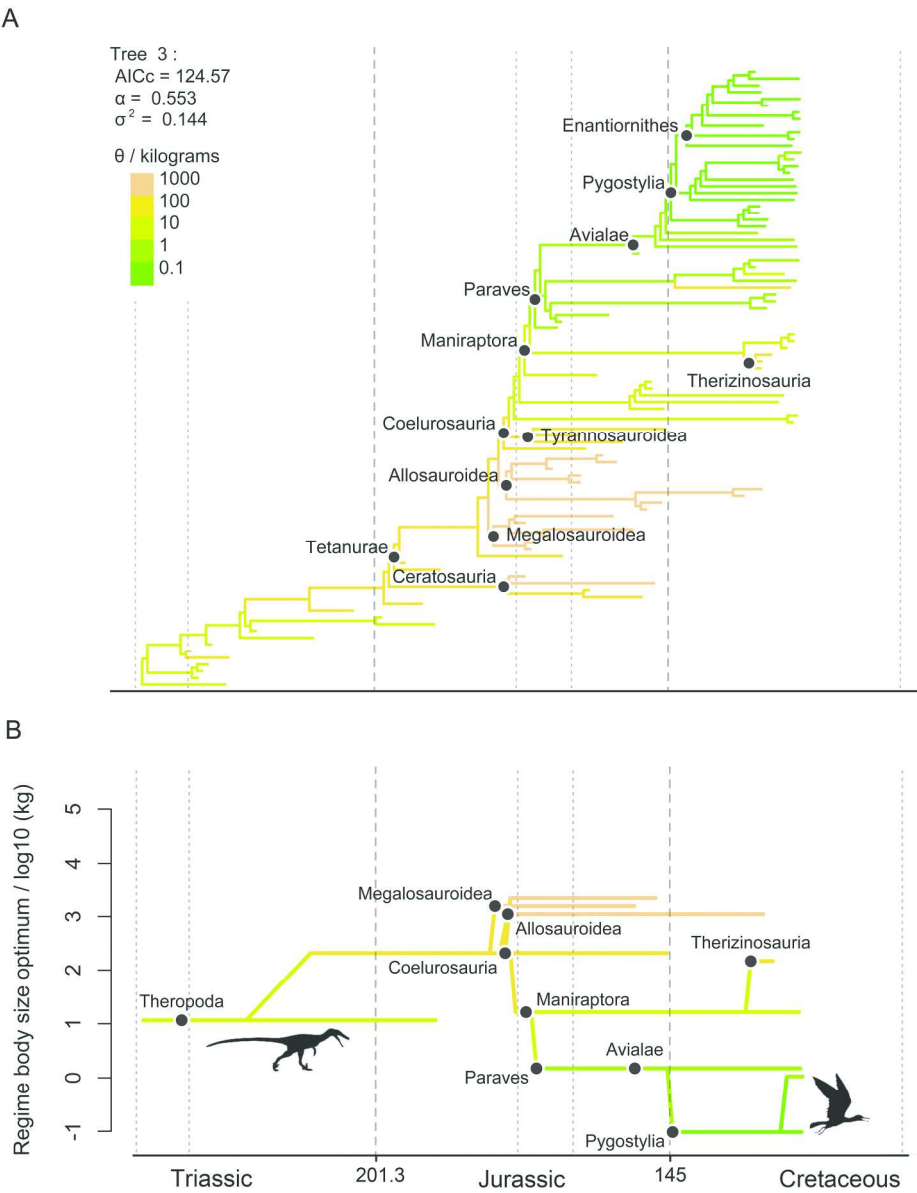 A
Tree 3 :
AICc = 124.57
α = 0.553
σ² = 0.144
θ / kilograms
1000
100
10
1
0.1
Enantiornithes
Pygostylia
Avialae
Paraves
Maniraptora
Therizinosauria
Coelurosauria
Tyrannosauroidea
Allosauroidea
Megalosauroidea
Tetanurae
Ceratosauria
B
Regime body size optimum / log10 (kg)
5
4
3
2
1
0
-1
Megalosauroidea
Allosauroidea
Therizinosauria
Coelurosauria
Theropoda
Maniraptora
Avialae
Paraves
Pygostylia
Triassic
201.3
Jurassic
145
Cretaceous